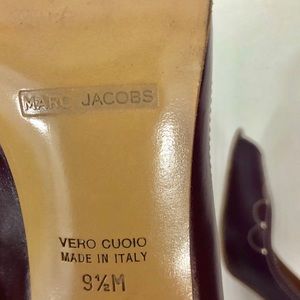 MARC JACOBS
VERO CUOIO
MADE IN ITALY
9½M